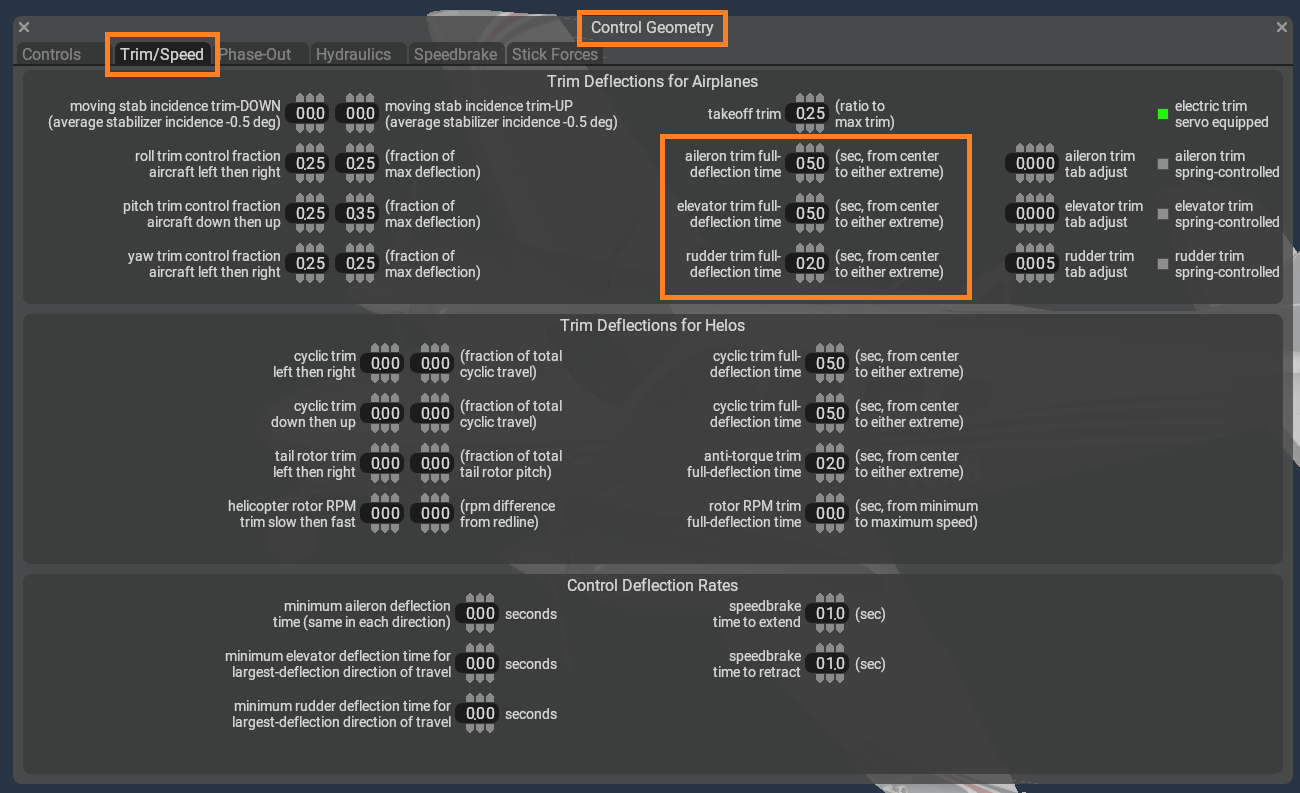 Control Geometry
Controls
Trim/Speed
Phase-Out
Hydraulics
Speedbrake
Stick Forces
Trim Deflections for Airplanes
moving stab incidence trim-DOWN
(average stabilizer incidence -0.5 deg)
00.0
00.0
moving stab incidence trim-UP
(average stabilizer incidence -0.5 deg)
takeoff trim
0.25
(ratio to
max trim)
electric trim
servo equipped
roll trim control fraction
aircraft left then right
0.25
0.25
(fraction of
max deflection)
aileron trim full-
deflection time
05.0
(sec, from center
to either extreme)
0.000
aileron trim
tab adjust
aileron trim
spring-controlled
pitch trim control fraction
aircraft down then up
0.25
0.35
(fraction of
max deflection)
elevator trim full-
deflection time
05.0
(sec, from center
to either extreme)
0.000
elevator trim
tab adjust
elevator trim
spring-controlled
yaw trim control fraction
aircraft left then right
0.25
0.25
(fraction of
max deflection)
rudder trim full-
deflection time
02.0
(sec, from center
to either extreme)
0.005
rudder trim
tab adjust
rudder trim
spring-controlled
Trim Deflections for Helos
cyclic trim
left then right
0.00
0.00
(fraction of total
cyclic travel)
cyclic trim full-
deflection time
05.0
(sec, from center
to either extreme)
cyclic trim
down then up
0.00
0.00
(fraction of total
cyclic travel)
cyclic trim full-
deflection time
05.0
(sec, from center
to either extreme)
tail rotor trim
left then right
0.00
0.00
(fraction of total
tail rotor pitch)
anti-torque trim
full-deflection time
02.0
(sec, from center
to either extreme)
helicopter rotor RPM
trim slow then fast
000
000
(rpm difference
from redline)
rotor RPM trim
full-deflection time
00.0
(sec, from minimum
to maximum speed)
Control Deflection Rates
minimum aileron deflection
time (same in each direction)
0.00
seconds
speedbrake
time to extend
01.0
(sec)
minimum elevator deflection time for
largest-deflection direction of travel
0.00
seconds
speedbrake
time to retract
01.0
(sec)
minimum rudder deflection time for
largest-deflection direction of travel
0.00
seconds